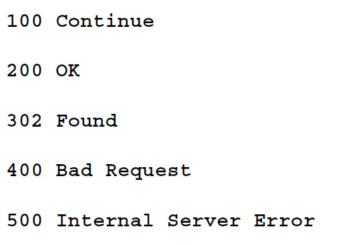 100 Continue
200 OK
302 Found
400 Bad Request
500 Internal Server Error